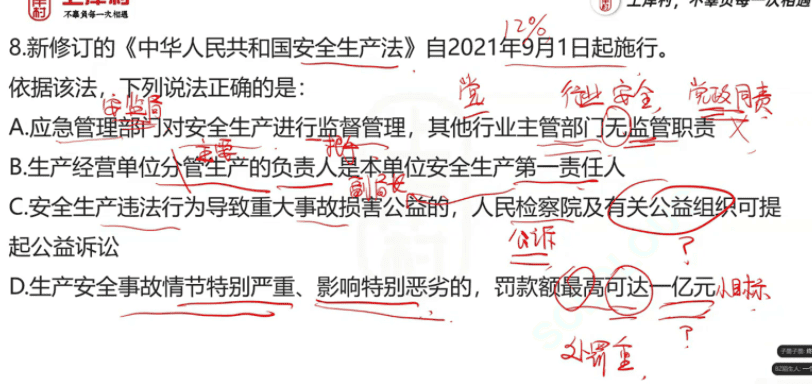 上岸村
不辜负每一次相遇
上岸村，不辜负每一次相遇
12%
8.新修订的《中华人民共和国安全生产法》自2021年9月1日起施行。
依据该法，下列说法正确的是：
安监局
党
行业 安全
党政同责
A.应急管理部门对安全生产进行监督管理，其他行业主管部门无监管职责
主要
B.生产经营单位分管生产的负责人是本单位安全生产第一责任人
副局长
C.安全生产违法行为导致重大事故损害公益的，人民检察院及有关公益组织可提
起公益诉讼
公诉
?
D.生产安全事故情节特别严重、影响特别恶劣的，罚款额最高可达一亿元
小目标
?
处罚重